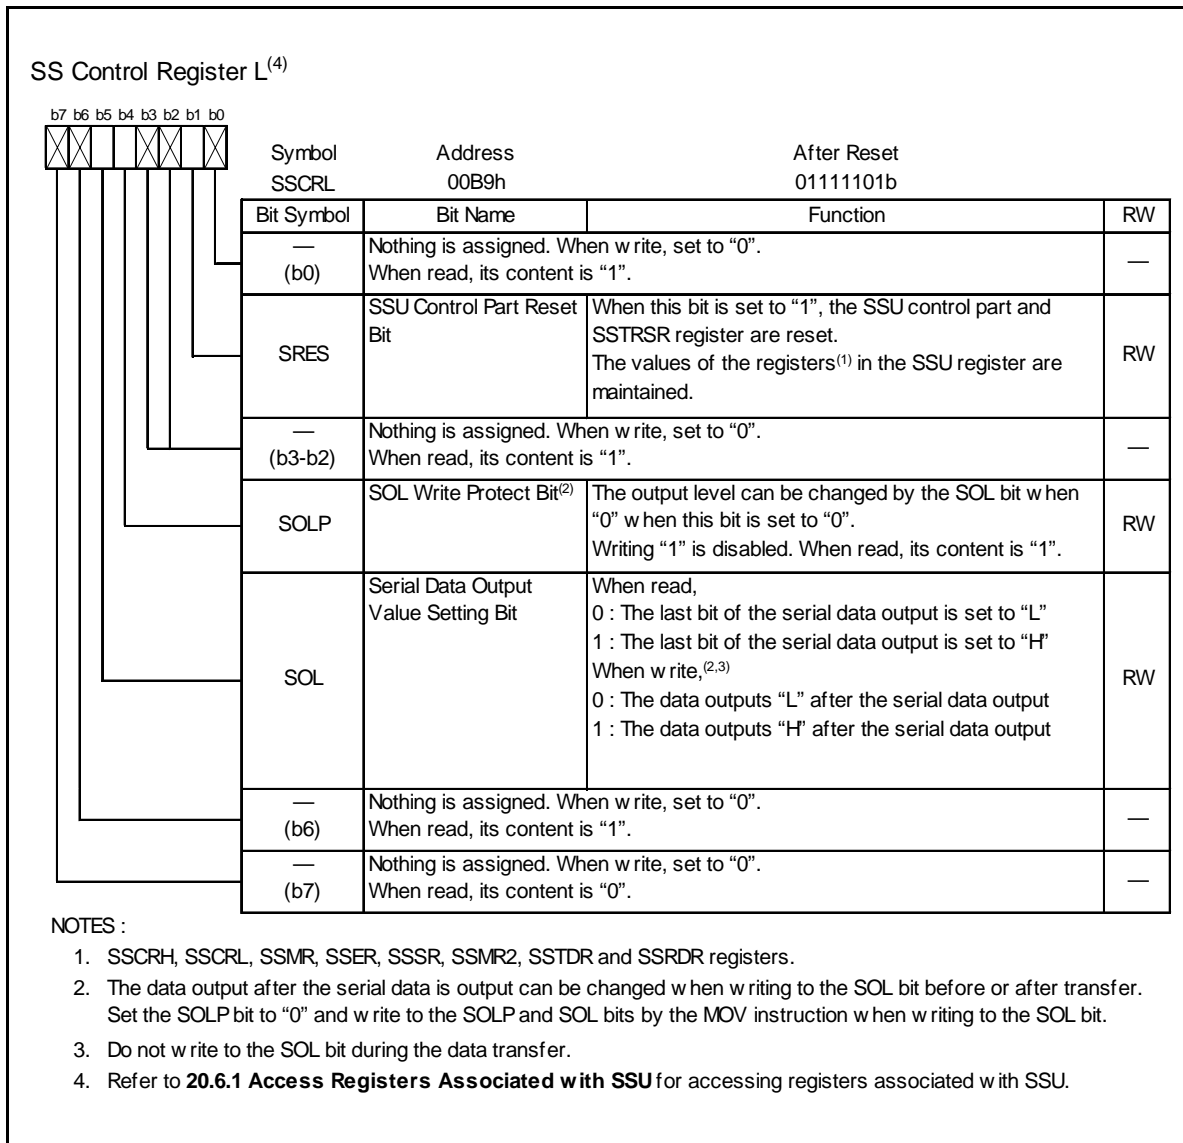 SS Control Register L(4)
b7 b6 b5 b4 b3 b2 b1 b0
Symbol Address After Reset
SSCRL 00B9h 01111101b
Bit Symbol Bit Name Function RW
— (b0) Nothing is assigned. When write, set to “0”.
When read, its content is “1”. —
SRES SSU Control Part Reset Bit When this bit is set to “1”, the SSU control part and
SSTRSR register are reset.
The values of the registers(1) in the SSU register are
maintained. RW
— (b3-b2) Nothing is assigned. When write, set to “0”.
When read, its content is “1”. —
SOLP SOL Write Protect Bit(2) The output level can be changed by the SOL bit when
“0” when this bit is set to “0”.
Writing “1” is disabled. When read, its content is “1”. RW
SOL Serial Data Output Value Setting Bit When read,
0 : The last bit of the serial data output is set to “L”
1 : The last bit of the serial data output is set to “H”
When write,(2,3)
0 : The data outputs “L” after the serial data output
1 : The data outputs “H” after the serial data output RW
— (b6) Nothing is assigned. When write, set to “0”.
When read, its content is “1”. —
— (b7) Nothing is assigned. When write, set to “0”.
When read, its content is “0”. —
NOTES :
1. SSCRH, SSCRL, SSMR, SSER, SSSR, SSMR2, SSTDR and SSRDR registers.
2. The data output after the serial data is output can be changed when writing to the SOL bit before or after transfer.
Set the SOLP bit to “0” and write to the SOLP and SOL bits by the MOV instruction when writing to the SOL bit.
3. Do not write to the SOL bit during the data transfer.
4. Refer to 20.6.1 Access Registers Associated with SSU for accessing registers associated with SSU.